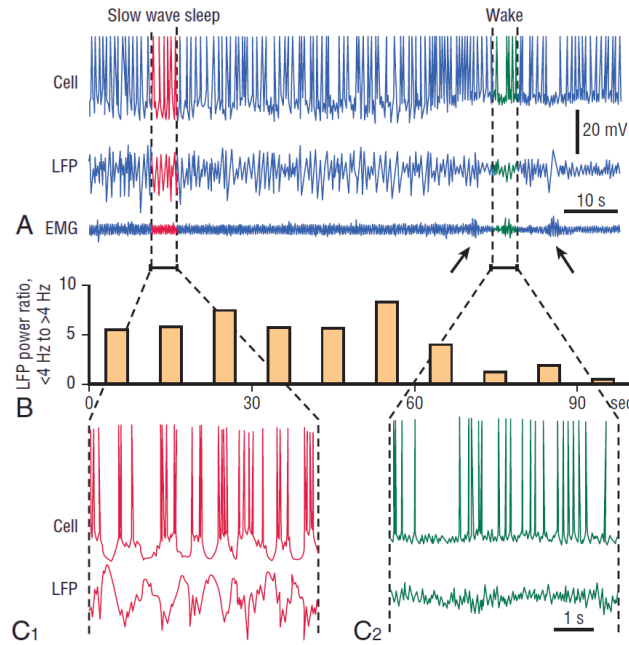 Slow wave sleep Wake
Cell
20 mV
LFP
10 s
A EMG
LFP power ratio,
<4 Hz to >4 Hz
10
5
0
B 0 30 60 90 sec
Cell
LFP
C1 C2 1 s